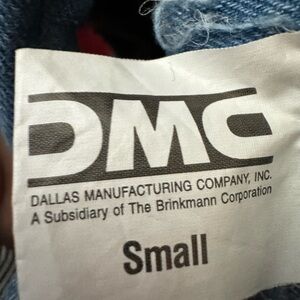 DMC
DALLAS MANUFACTURING COMPANY, INC.
A Subsidiary of The Brinkmann Corporation
Small